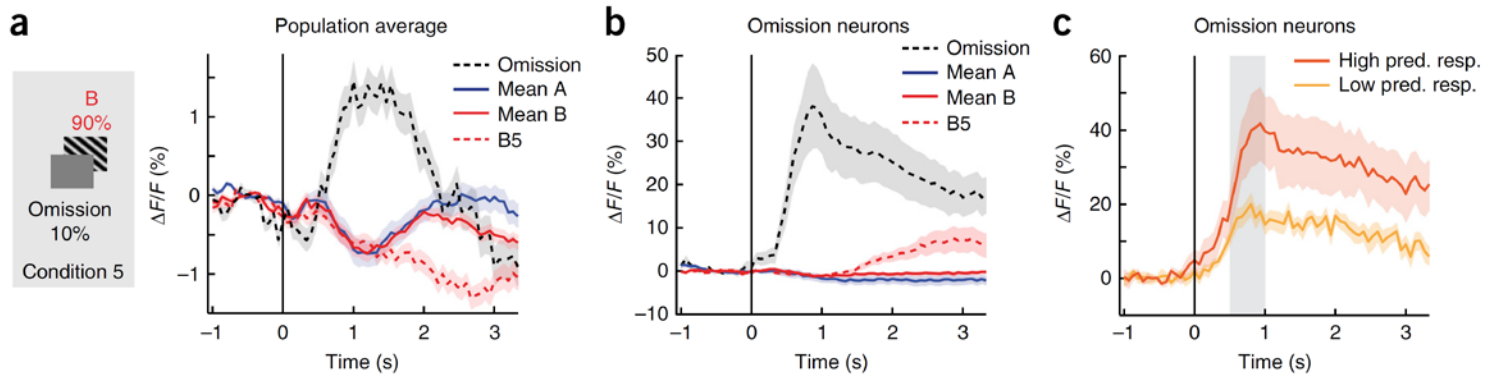 a
Population average
B
90%
Omission
10%
Condition 5
ΔF/F (%)
1
0
−1
Omission
Mean A
Mean B
B5
−1 0 1 2 3
Time (s)
b
Omission neurons
ΔF/F (%)
50
40
30
20
10
0
−10
Omission
Mean A
Mean B
B5
−1 0 1 2 3
Time (s)
c
Omission neurons
ΔF/F (%)
60
40
20
0
High pred. resp.
Low pred. resp.
−1 0 1 2 3
Time (s)